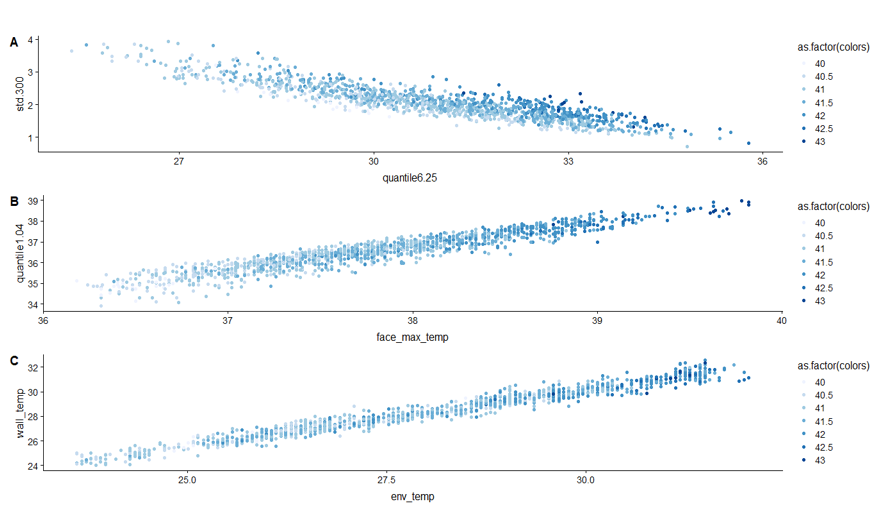 A
as.factor(colors)
4
3
2
1
std.300
40
40.5
41
41.5
42
42.5
43
27 30 33 36
quantile6.25
B
as.factor(colors)
39
38
37
36
35
34
quantile1.04
40
40.5
41
41.5
42
42.5
43
36 37 38 39 40
face_max_temp
C
as.factor(colors)
32
30
28
26
24
wall_temp
40
40.5
41
41.5
42
42.5
43
25.0 27.5 30.0
env_temp